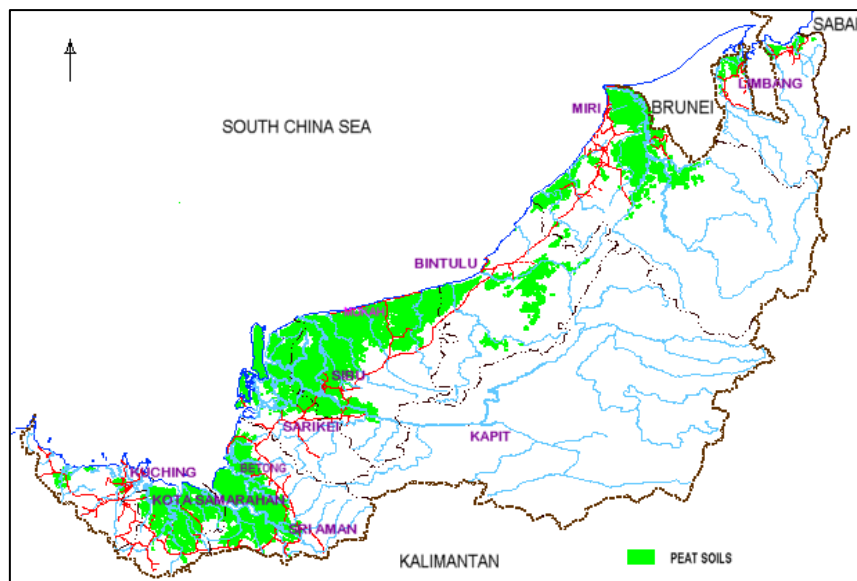 SABAH
LIMBANG
MIRI
BRUNEI
SOUTH CHINA SEA
BINTULU
MUKAH
SIBU
SARIKEI
KAPIT
KUCHING
BETONG
KOTA SAMARAHAN
SRI AMAN
KALIMANTAN
PEAT SOILS